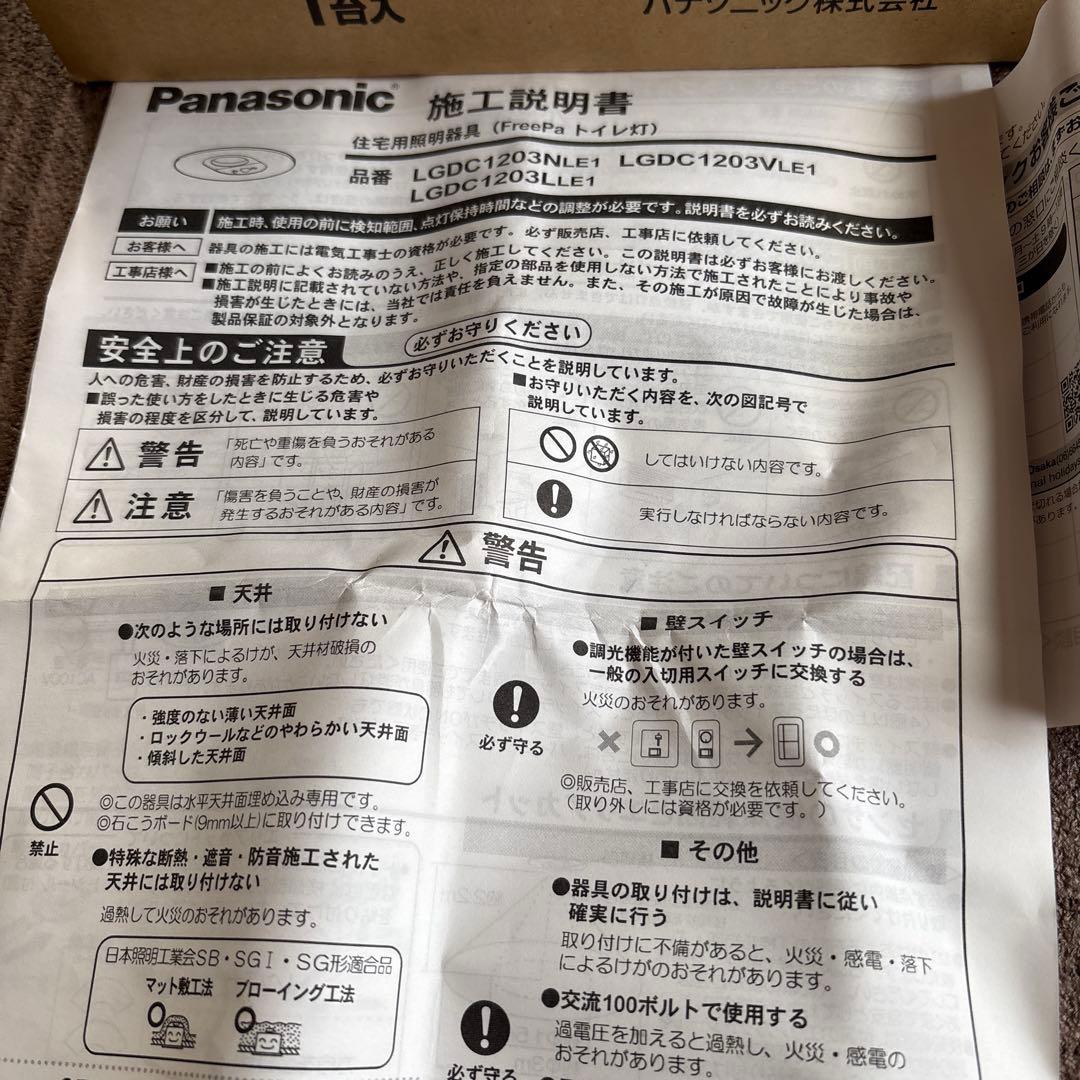 1台入
パナソニック株式会社
Panasonic 施工説明書
住宅用照明器具（FreePa トイレ灯）
品番 LGDC1203NLE1 LGDC1203VLE1
LGDC1203LLE1
お願い 施工時、使用の前に検知範囲、点灯保持時間などの調整が必要です。説明書を必ずお読みください。
お客様へ 器具の施工には電気工事士の資格が必要です。必ず販売店、工事店に依頼してください。
工事店様へ ■施工の前によくお読みのうえ、正しく施工してください。この説明書は必ずお客様にお渡しください。
■施工説明に記載されていない方法や、指定の部品を使用しない方法で施工されたことにより事故や
損害が生じたときには、当社では責任を負えません。また、その施工が原因で故障が生じた場合は、
製品保証の対象外となります。
安全上のご注意 必ずお守りください
人への危害、財産の損害を防止するため、必ずお守りいただくことを説明しています。
■誤った使い方をしたときに生じる危害や
損害の程度を区分して、説明しています。
■お守りいただく内容を、次の図記号で
説明しています。
警告 「死亡や重傷を負うおそれがある
内容」です。
注意 「傷害を負うことや、財産の損害が
発生するおそれがある内容」です。
してはいけない内容です。
実行しなければならない内容です。
警告
■ 天井
●次のような場所には取り付けない
火災・落下によるけが、天井材破損の
おそれがあります。
・強度のない薄い天井面
・ロックウールなどのやわらかい天井面
・傾斜した天井面
◎この器具は水平天井面埋め込み専用です。
◎石こうボード(9mm以上)に取り付けできます。
禁止
●特殊な断熱・遮音・防音施工された
天井には取り付けない
過熱して火災のおそれがあります。
日本照明工業会SB・SGI・SG形適合品
マット敷工法 ブローイング工法
■ 壁スイッチ
●調光機能が付いた壁スイッチの場合は、
一般の入切用スイッチに交換する
火災のおそれがあります。
必ず守る
◎販売店、工事店に交換を依頼してください。
（取り外しには資格が必要です。）
■ その他
●器具の取り付けは、説明書に従い
確実に行う
取り付けに不備があると、火災・感電・落下
によるけがのおそれがあります。
●交流100ボルトで使用する
過電圧を加えると過熱し、火災・感電の
おそれがあります。
必ず守る